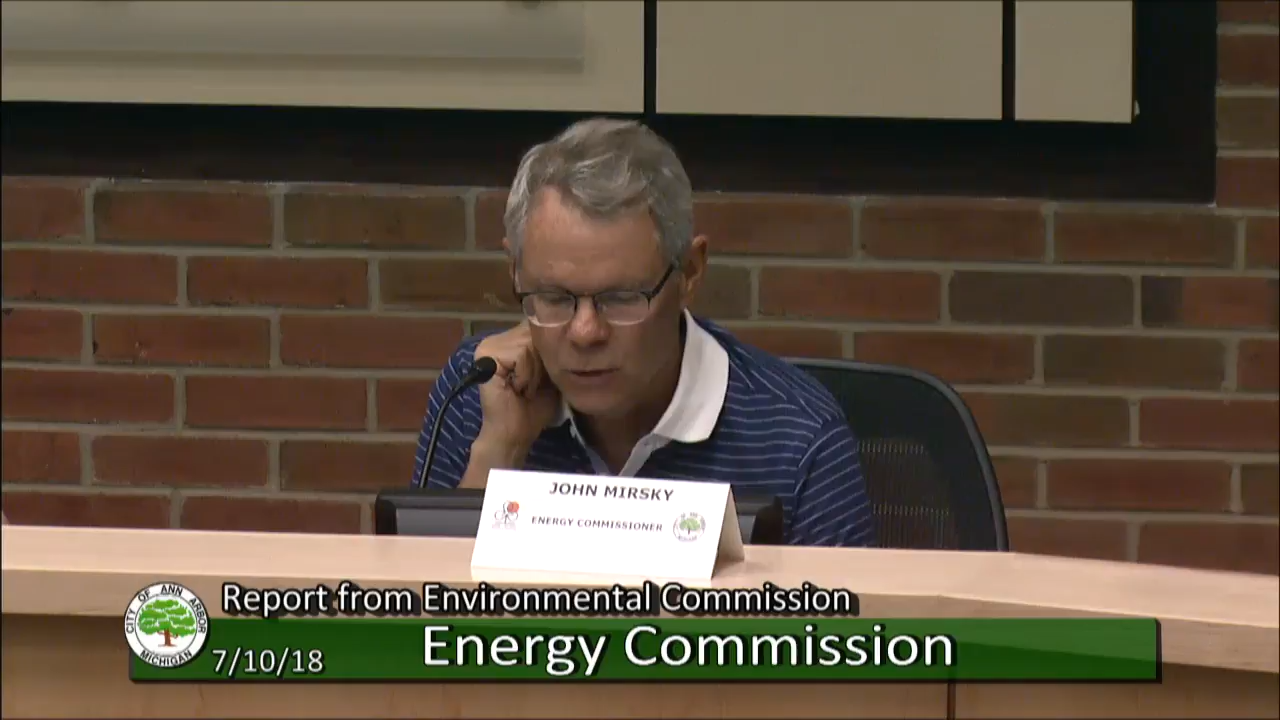 JOHN MIRSKY
ENERGY COMMISSIONER
Report from Environmental Commission
CITY OF ANN ARBOR
MICHIGAN
Energy Commission
7/10/18